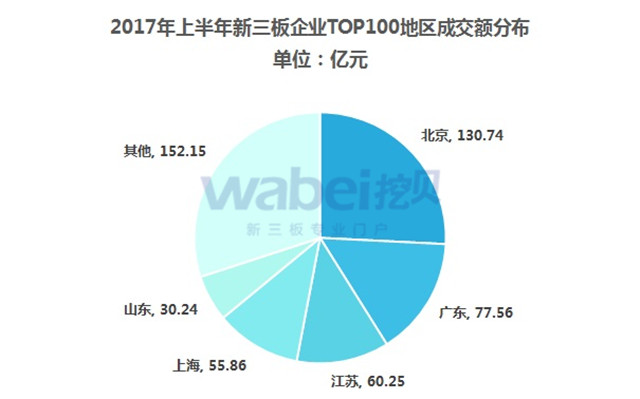 2017年上半年新三板企业TOP100地区成交额分布
单位：亿元
其他, 152.15
北京, 130.74
wabei挖贝
新三板专业门户
山东, 30.24
广东, 77.56
上海, 55.86
江苏, 60.25